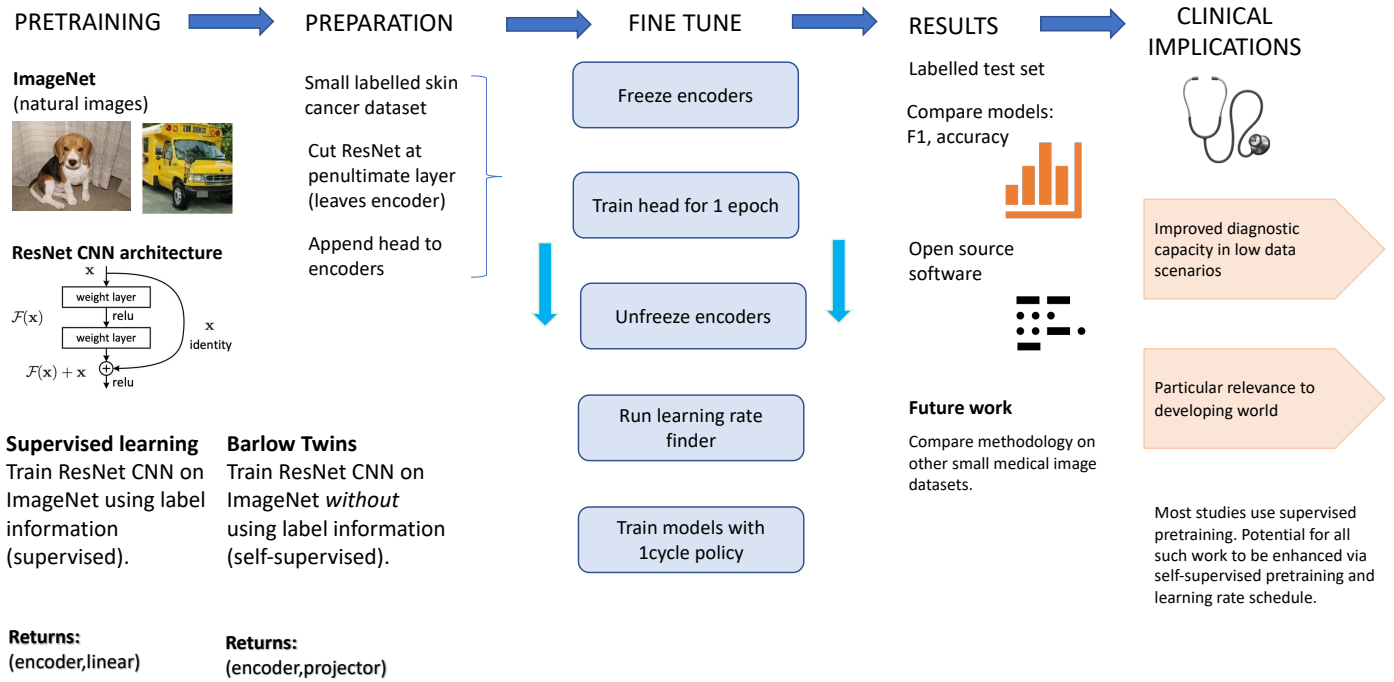 PRETRAINING
PREPARATION
FINE TUNE
RESULTS
CLINICAL
IMPLICATIONS
ImageNet
(natural images)
ResNet CNN architecture
x
weight layer
F(x)
relu
weight layer
x
identity
F(x) + x
relu
Supervised learning
Train ResNet CNN on
ImageNet using label
information
(supervised).
Returns:
(encoder,linear)
Barlow Twins
Train ResNet CNN on
ImageNet without
using label information
(self-supervised).
Returns:
(encoder,projector)
Small labelled skin
cancer dataset
Cut ResNet at
penultimate layer
(leaves encoder)
Append head to
encoders
Freeze encoders
Train head for 1 epoch
Unfreeze encoders
Run learning rate
finder
Train models with
1cycle policy
Labelled test set
Compare models:
F1, accuracy
Open source
software
Future work
Compare methodology on
other small medical image
datasets.
Improved diagnostic
capacity in low data
scenarios
Particular relevance to
developing world
Most studies use supervised
pretraining. Potential for all
such work to be enhanced via
self-supervised pretraining and
learning rate schedule.